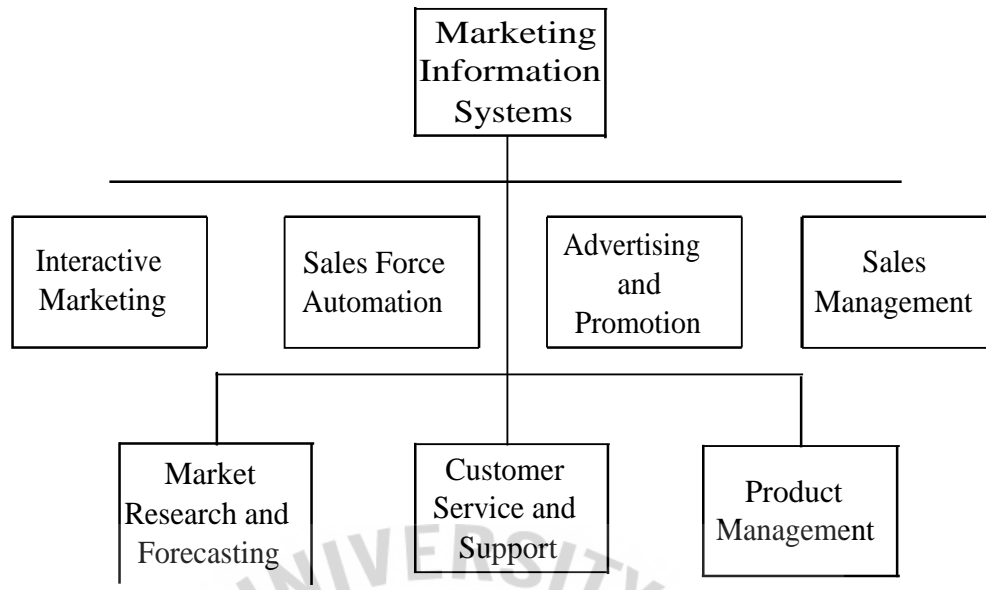 Marketing
Information
Systems
Interactive
Marketing
Sales Force
Automation
Advertising
and
Promotion
Sales
Management
Market
Research and
Forecasting
Customer
Service and
Support
Product
Management
UNIVERSITY